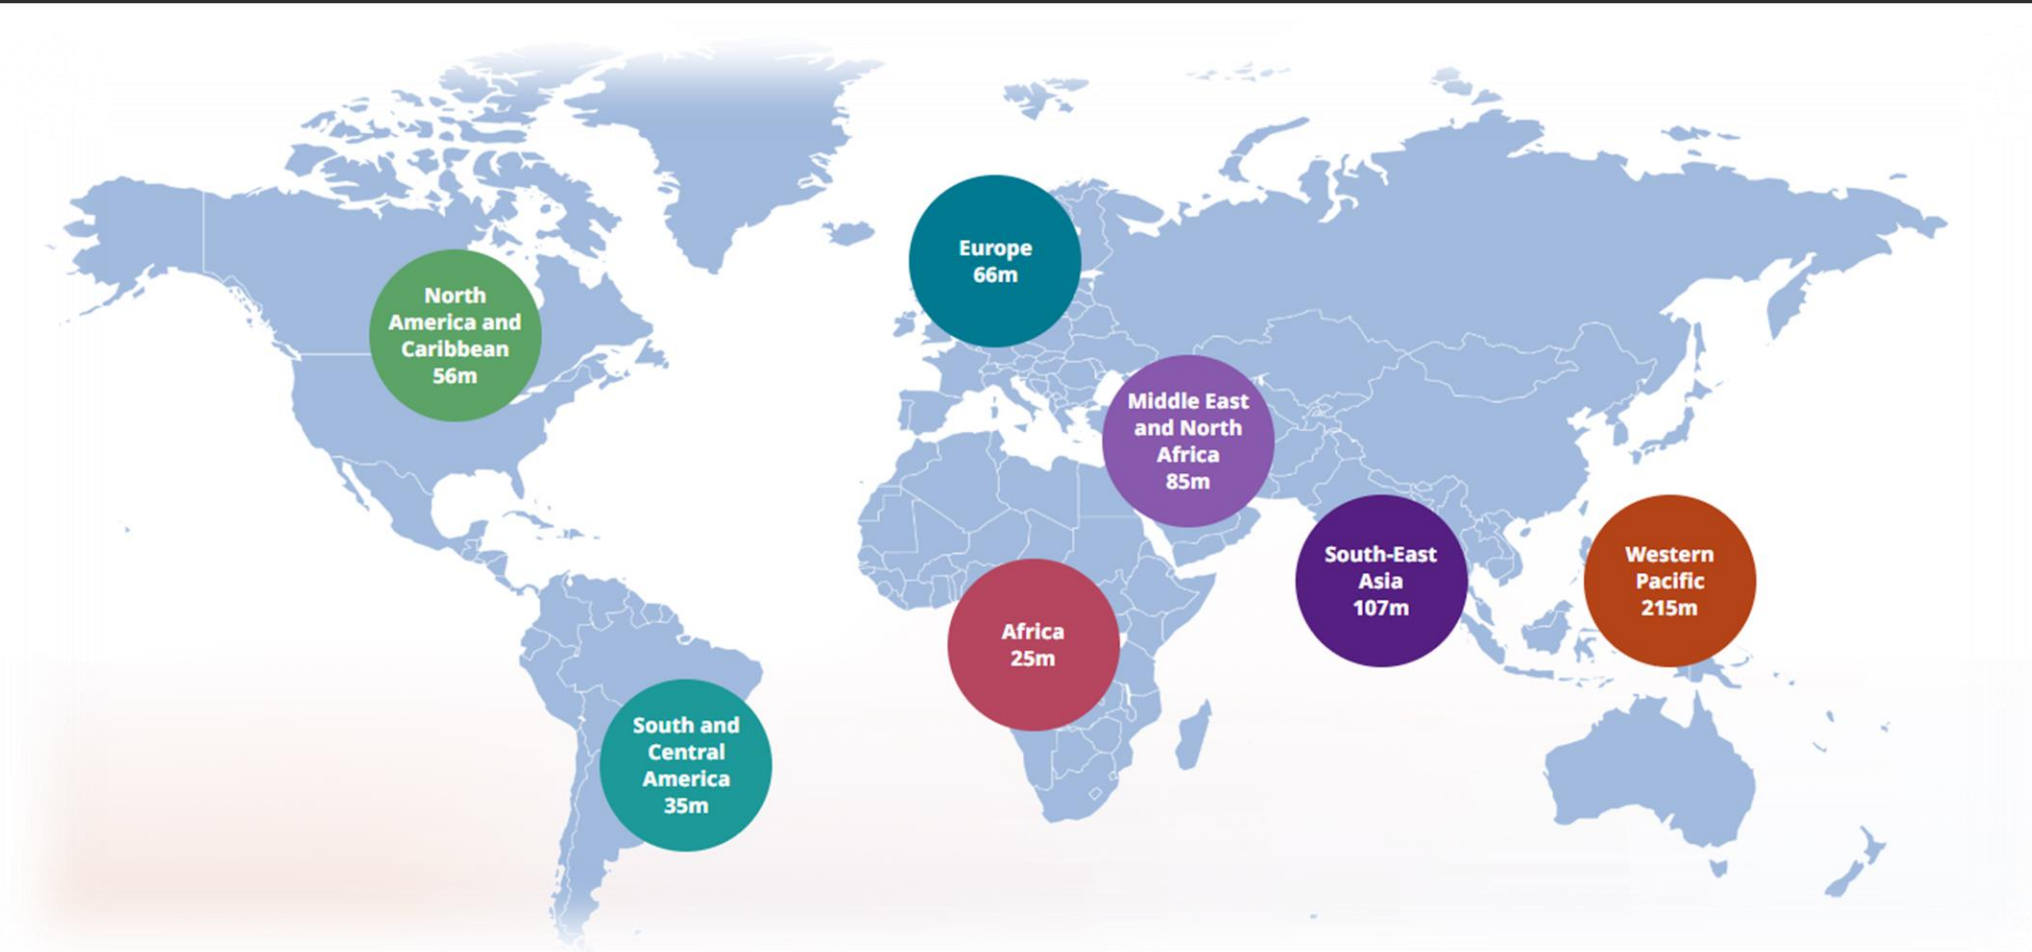 Europe
66m
North
America and
Caribbean
56m
Middle East
and North
Africa
85m
South-East
Asia
107m
Western
Pacific
215m
Africa
25m
South and
Central
America
35m